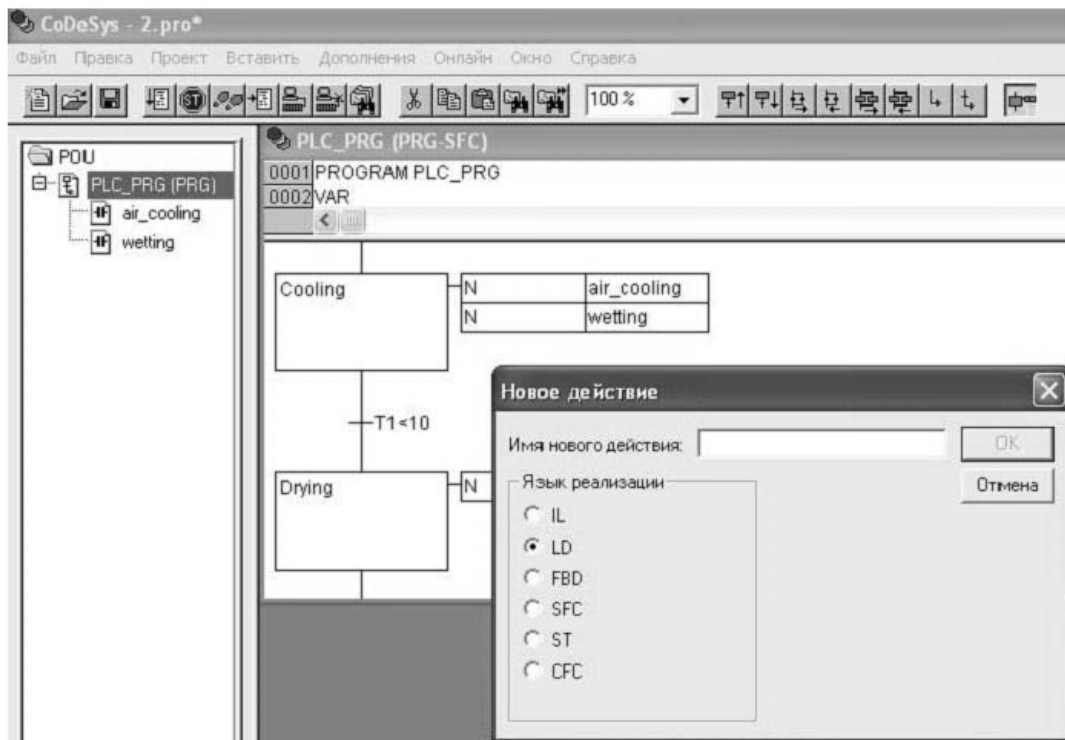 CoDeSys - 2.pro*
Файл Правка Проект Вставить Дополнения Онлайн Окно Справка
ST 100 %
POU
PLC_PRG (PRG)
air_cooling
wetting
PLC_PRG (PRG-SFC)
0001 PROGRAM PLC_PRG
0002 VAR
Cooling
N air_cooling
N wetting
T1<10
Drying
N
Новое действие
Имя нового действия:
OK
Отмена
Язык реализации
IL
LD
FBD
SFC
ST
CFC